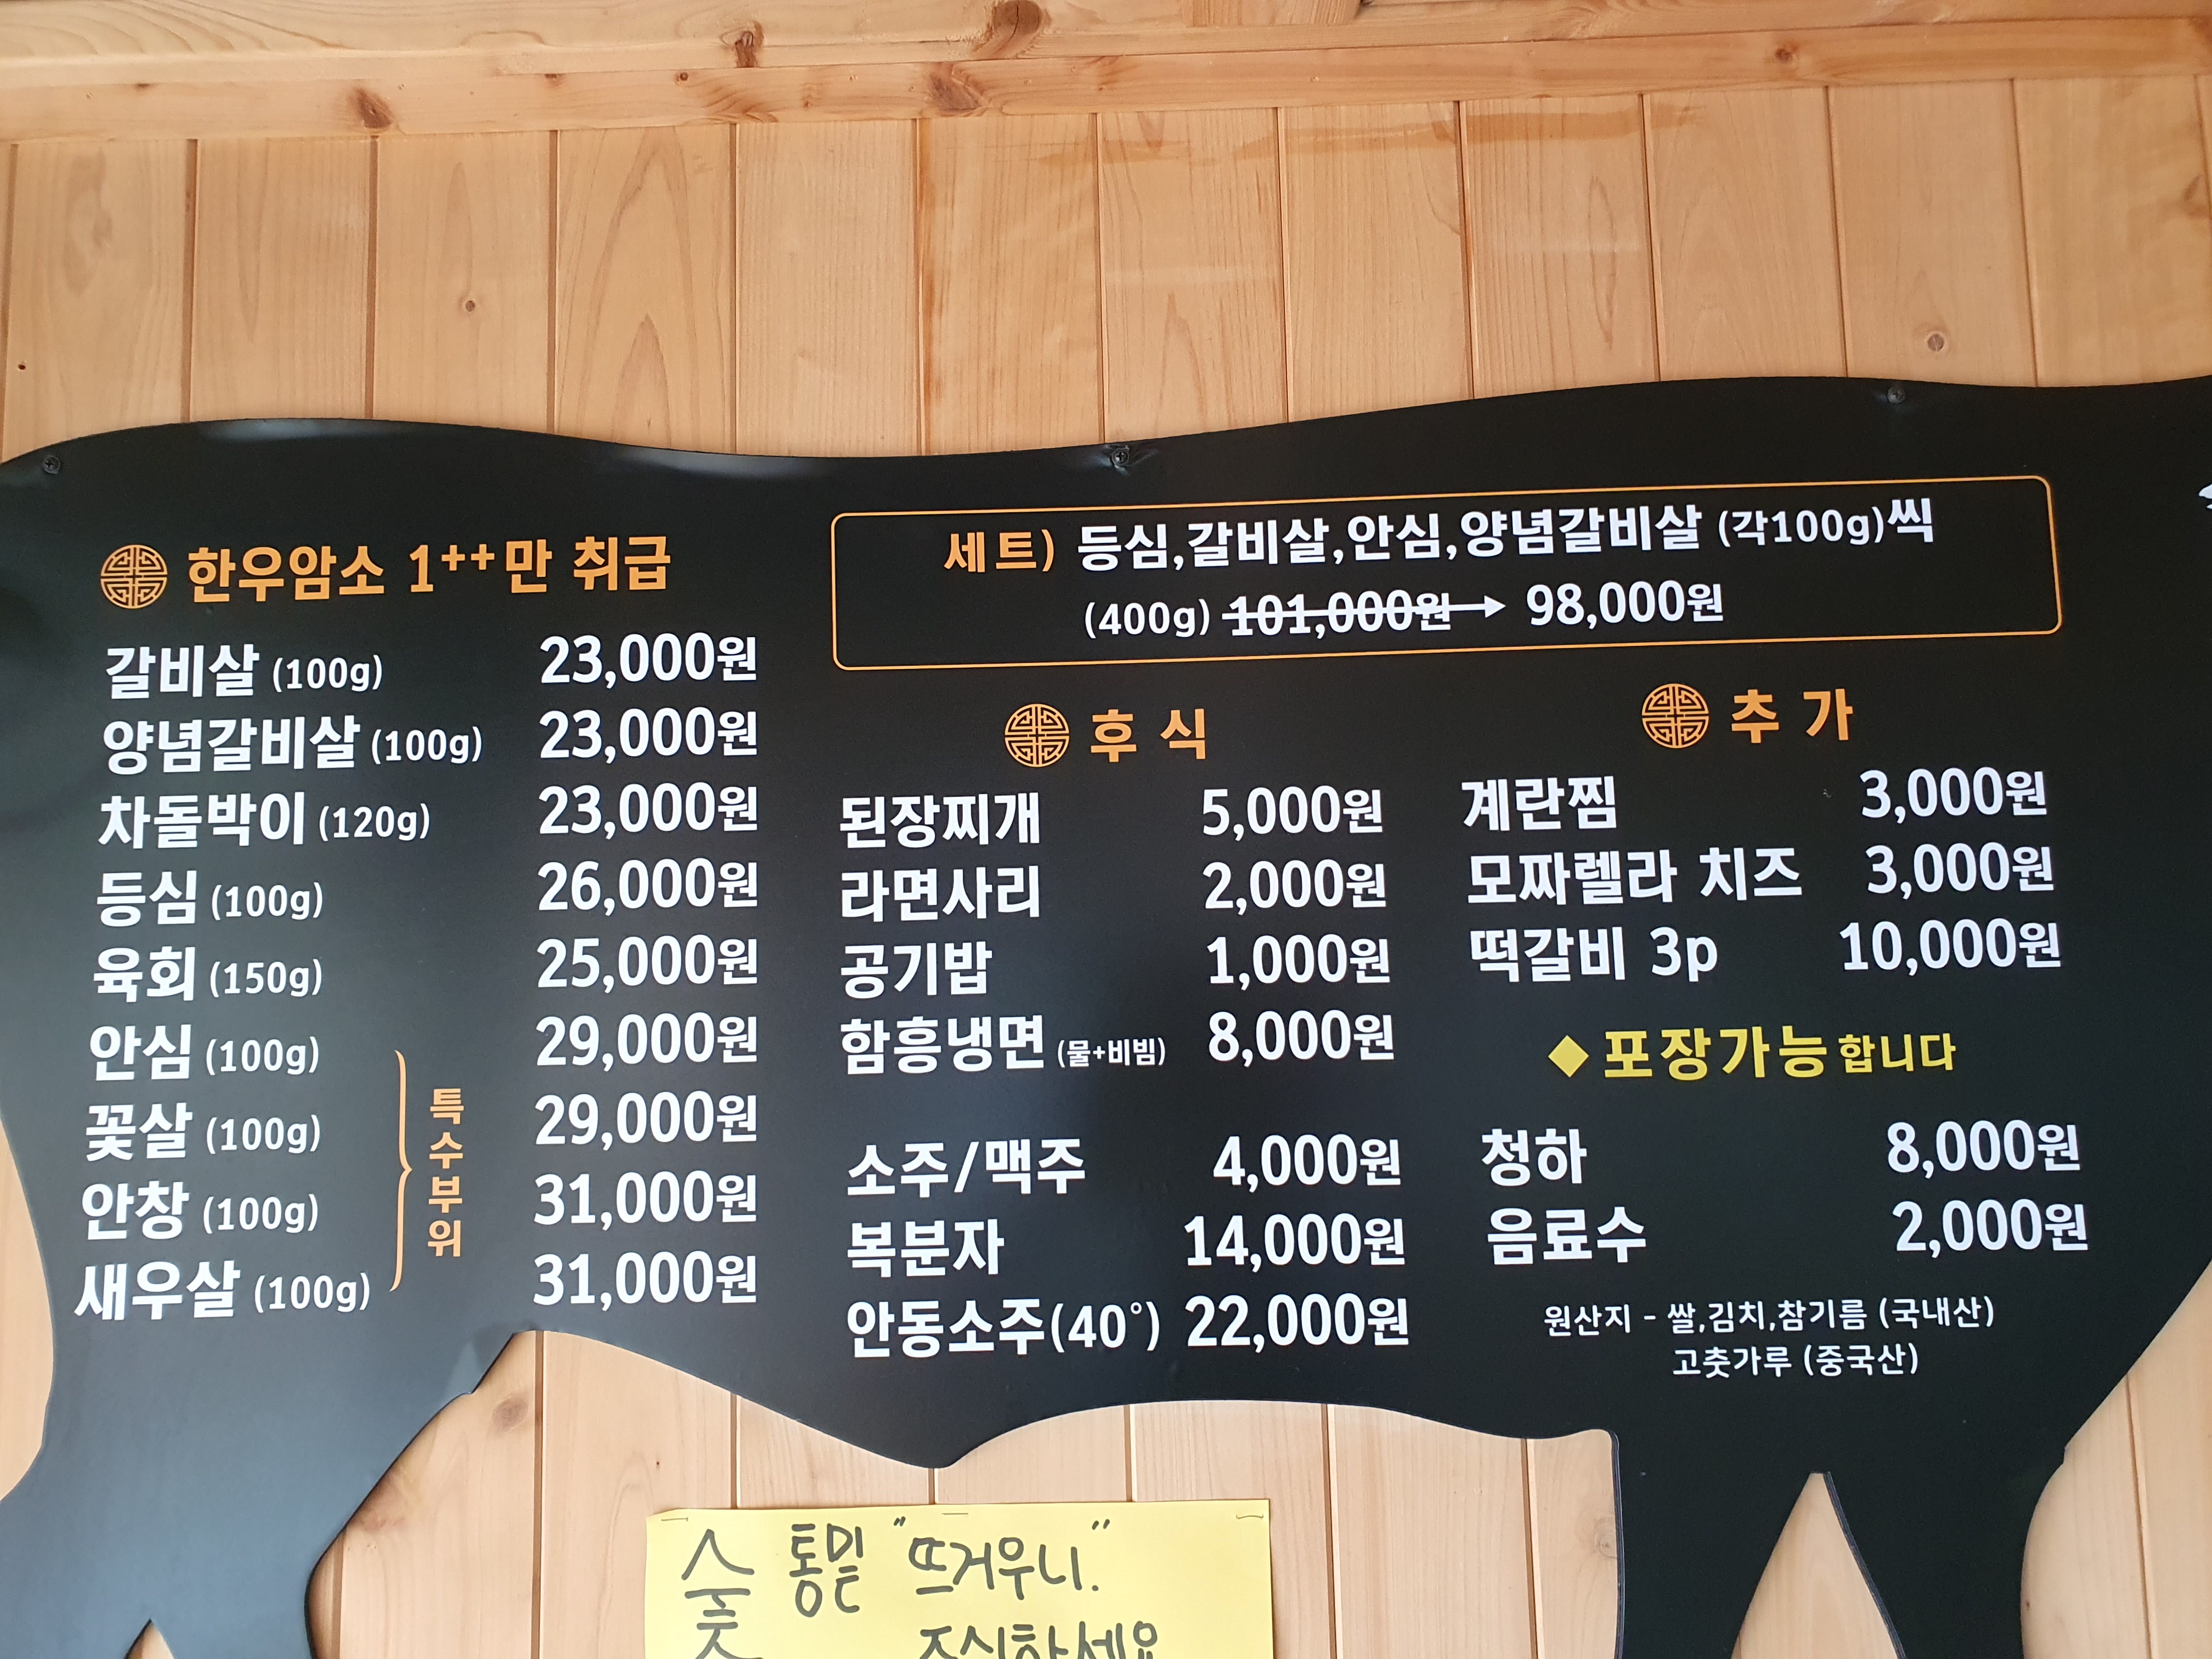 한우암소 1++만 취급
갈비살 (100g) 23,000원
양념갈비살 (100g) 23,000원
차돌박이 (120g) 23,000원
등심 (100g) 26,000원
육회 (150g) 25,000원
안심 (100g) 29,000원
꽃살 (100g) 29,000원
안창 (100g) 31,000원
새우살 (100g) 31,000원
특수부위
세트) 등심,갈비살,안심,양념갈비살 (각100g)씩
(400g) 101,000원 → 98,000원
후 식
된장찌개 5,000원
라면사리 2,000원
공기밥 1,000원
함흥냉면 (물+비빔) 8,000원
소주/맥주 4,000원
복분자 14,000원
안동소주(40°) 22,000원
추 가
계란찜 3,000원
모짜렐라 치즈 3,000원
떡갈비 3p 10,000원
◆ 포장가능합니다
청하 8,000원
음료수 2,000원
원산지 - 쌀,김치,참기름 (국내산)
고춧가루 (중국산)
숯 통밑 "뜨거우니."
조심하세요